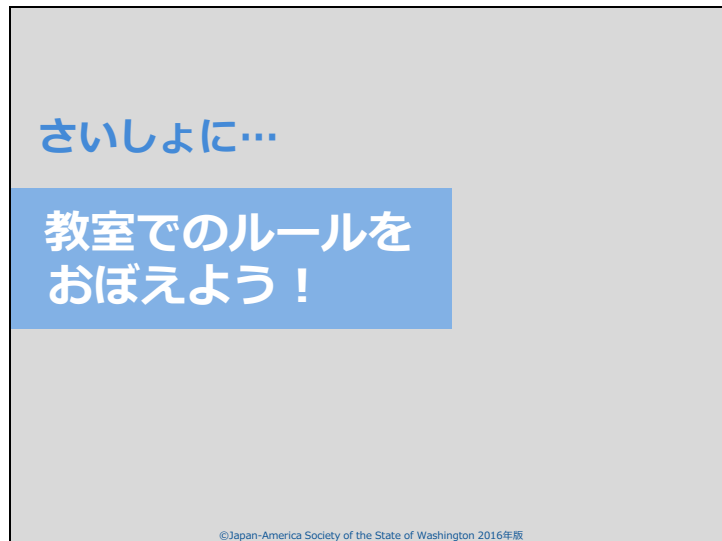 さいしょに…
教室でのルールを
おぼえよう！
©Japan-America Society of the State of Washington 2016年版